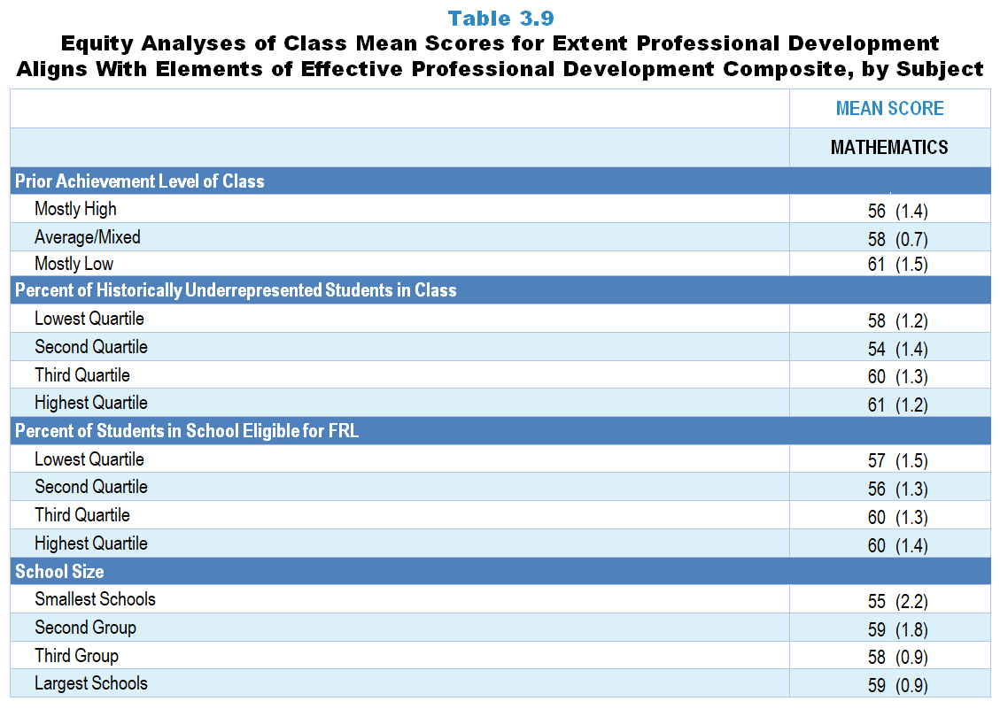 Table 3.9
Equity Analyses of Class Mean Scores for Extent Professional Development
Aligns With Elements of Effective Professional Development Composite, by Subject
MEAN SCORE
MATHEMATICS
Prior Achievement Level of Class
Mostly High 56 (1.4)
Average/Mixed 58 (0.7)
Mostly Low 61 (1.5)
Percent of Historically Underrepresented Students in Class
Lowest Quartile 58 (1.2)
Second Quartile 54 (1.4)
Third Quartile 60 (1.3)
Highest Quartile 61 (1.2)
Percent of Students in School Eligible for FRL
Lowest Quartile 57 (1.5)
Second Quartile 56 (1.3)
Third Quartile 60 (1.3)
Highest Quartile 60 (1.4)
School Size
Smallest Schools 55 (2.2)
Second Group 59 (1.8)
Third Group 58 (0.9)
Largest Schools 59 (0.9)